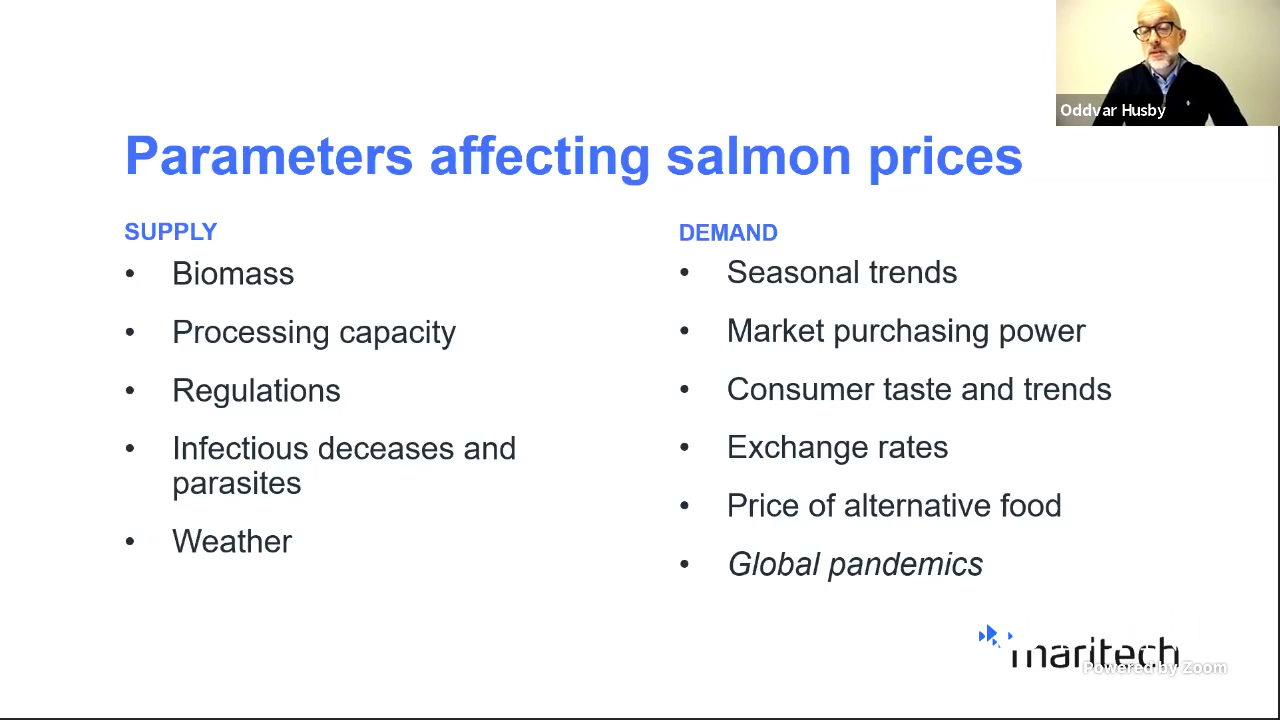 Oddvar Husby
Parameters affecting salmon prices
SUPPLY
• Biomass
• Processing capacity
• Regulations
• Infectious deceases and
parasites
• Weather
DEMAND
• Seasonal trends
• Market purchasing power
• Consumer taste and trends
• Exchange rates
• Price of alternative food
• Global pandemics
maritech
Powered by Zoom